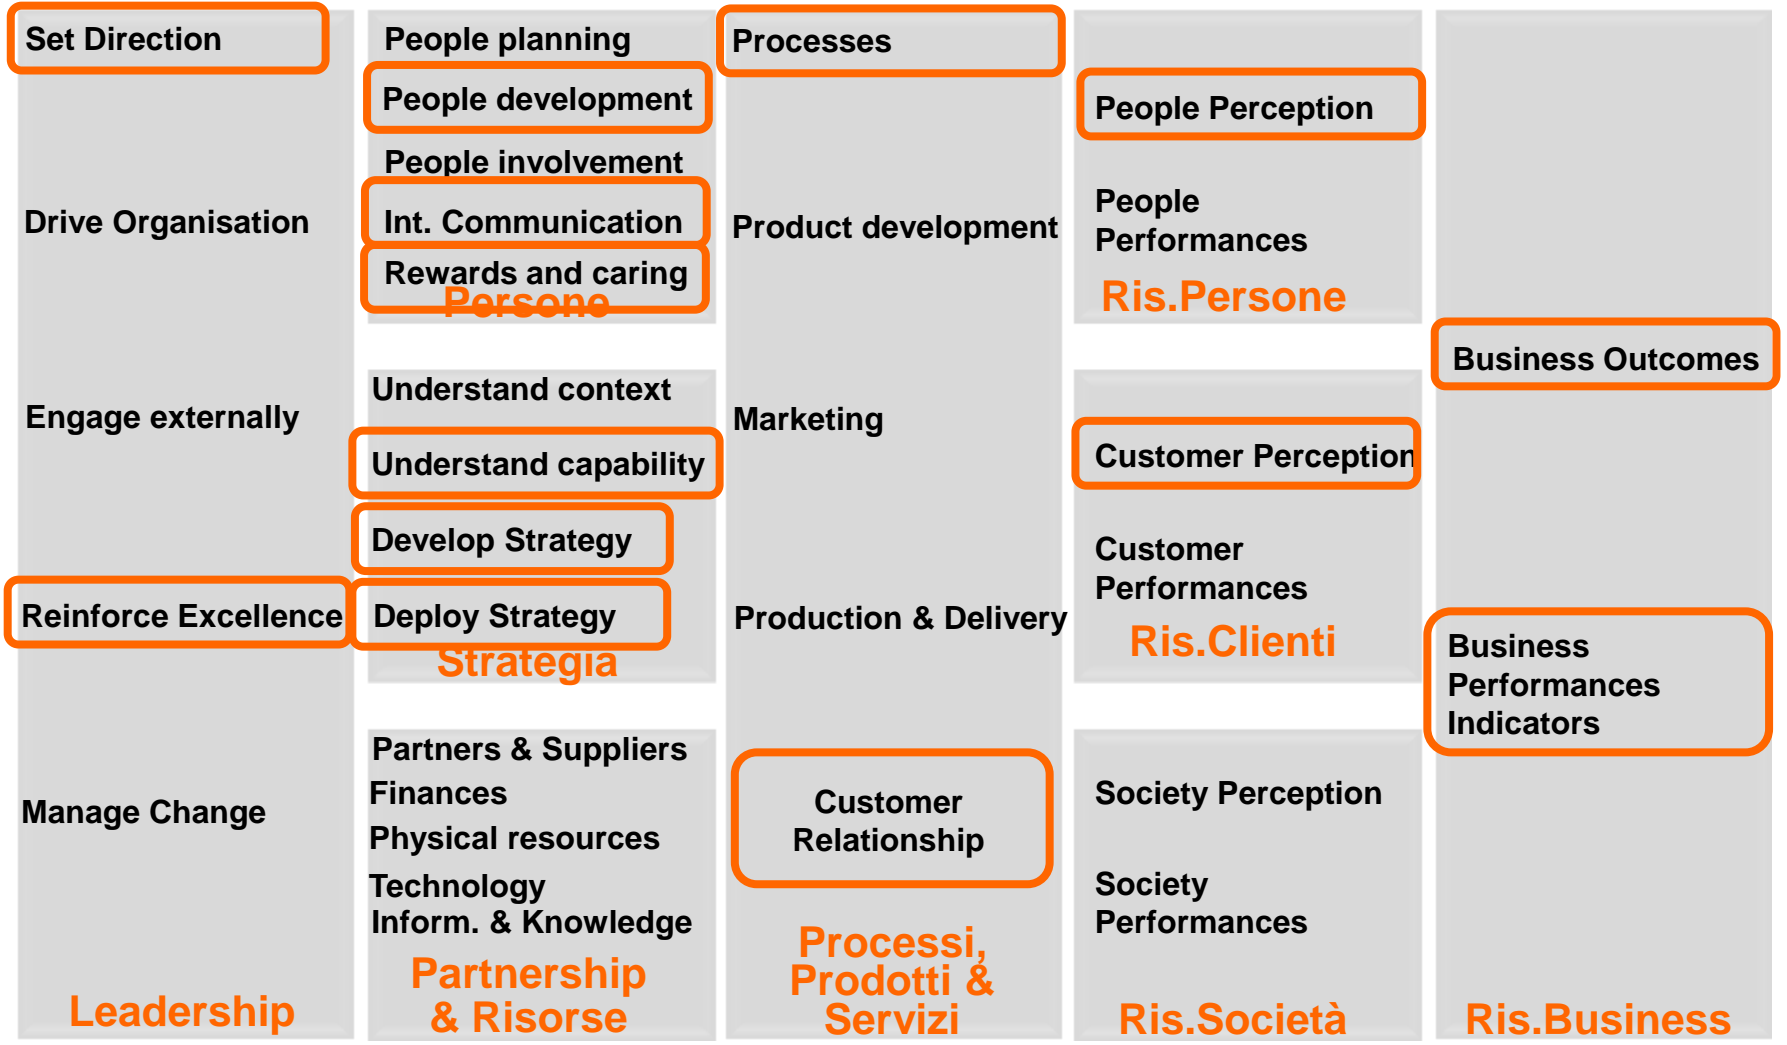 Set Direction
Drive Organisation
Engage externally
Reinforce Excellence
Manage Change
Leadership
People planning
People development
People involvement
Int. Communication
Rewards and caring
Persone
Understand context
Understand capability
Develop Strategy
Deploy Strategy
Strategia
Partners & Suppliers
Finances
Physical resources
Technology
Inform. & Knowledge
Partnership
& Risorse
Processes
Product development
Marketing
Production & Delivery
Customer
Relationship
Processi,
Prodotti &
Servizi
People Perception
People
Performances
Ris.Persone
Customer Perception
Customer
Performances
Ris.Clienti
Society Perception
Society
Performances
Ris.Società
Business Outcomes
Business
Performances
Indicators
Ris.Business